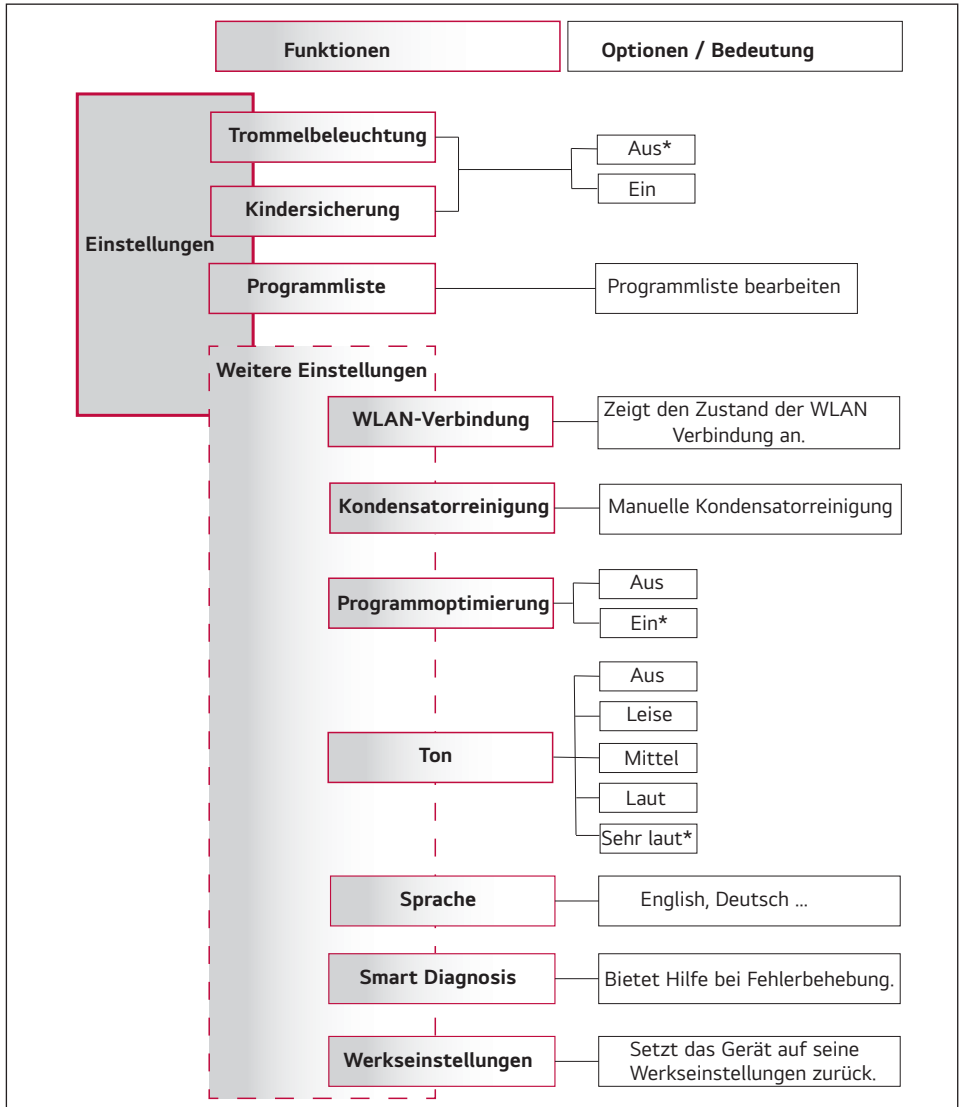 Funktionen
Optionen / Bedeutung
Einstellungen
Trommelbeleuchtung
Kindersicherung
Aus*
Ein
Programmliste
Programmliste bearbeiten
Weitere Einstellungen
WLAN-Verbindung
Zeigt den Zustand der WLAN
Verbindung an.
Kondensatorreinigung
Manuelle Kondensatorreinigung
Programmoptimierung
Aus
Ein*
Ton
Aus
Leise
Mittel
Laut
Sehr laut*
Sprache
English, Deutsch ...
Smart Diagnosis
Bietet Hilfe bei Fehlerbehebung.
Werkseinstellungen
Setzt das Gerät auf seine
Werkseinstellungen zurück.